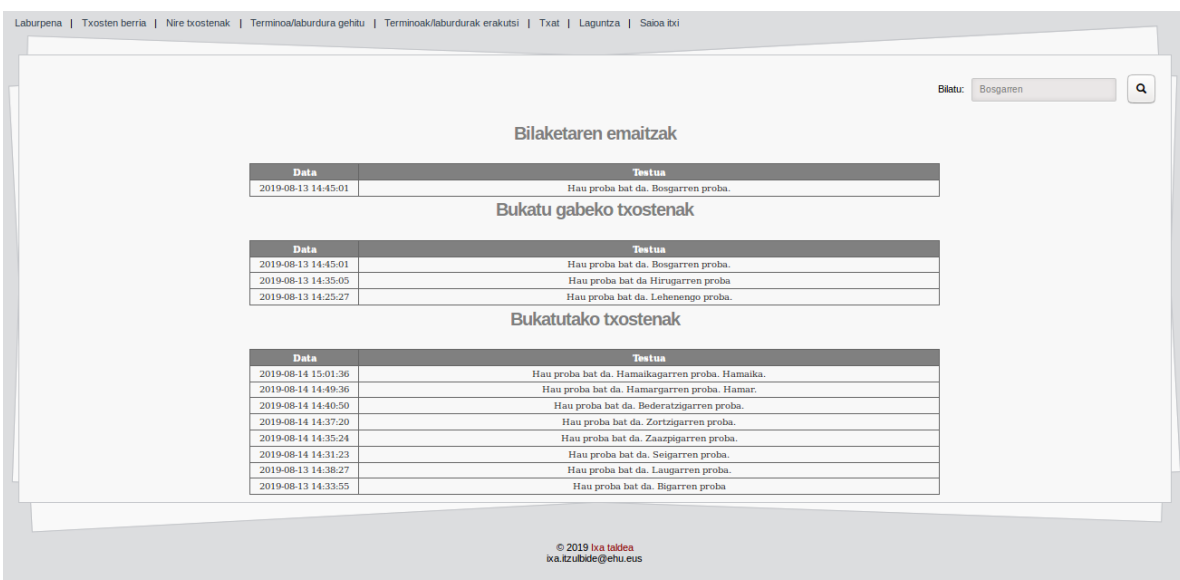 Laburpena | Txosten berria | Nire txostenak | Terminoa/laburdura gehitu | Terminoak/laburdurak erakutsi | Txat | Laguntza | Saioa itxi
Bilatu: Bosgarren
Bilaketaren emaitzak
Data Testua
2019-08-13 14:45:01 Hau proba bat da. Bosgarren proba.
Bukatu gabeko txostenak
Data Testua
2019-08-13 14:45:01 Hau proba bat da. Bosgarren proba.
2019-08-13 14:35:05 Hau proba bat da Hirugarren proba
2019-08-13 14:25:27 Hau proba bat da. Lehenengo proba.
Bukatutako txostenak
Data Testua
2019-08-14 15:01:36 Hau proba bat da. Hamaikagarren proba. Hamaika.
2019-08-14 14:49:36 Hau proba bat da. Hamargarren proba. Hamar.
2019-08-14 14:40:50 Hau proba bat da. Bederatzigarren proba.
2019-08-14 14:37:20 Hau proba bat da. Zortzigarren proba.
2019-08-14 14:35:24 Hau proba bat da. Zaazpigarren proba.
2019-08-14 14:31:23 Hau proba bat da. Seigarren proba.
2019-08-13 14:38:27 Hau proba bat da. Laugarren proba.
2019-08-13 14:33:55 Hau proba bat da. Bigarren proba
© 2019 Ixa taldea
ixa.itzulbide@ehu.eus